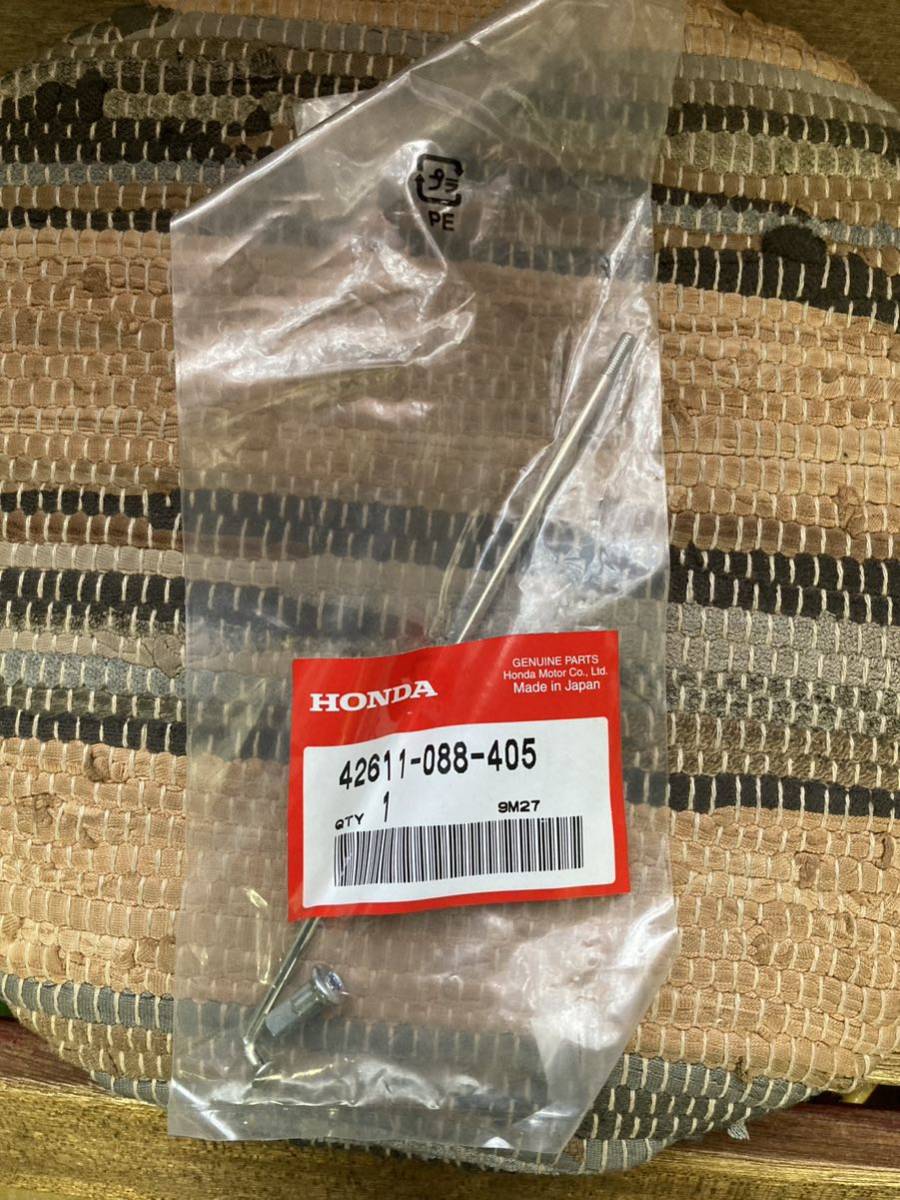 プラ
PE
HONDA
GENUINE PARTS
Honda Motor Co., Ltd.
Made in Japan
42611-088-405
QTY 1 9M27